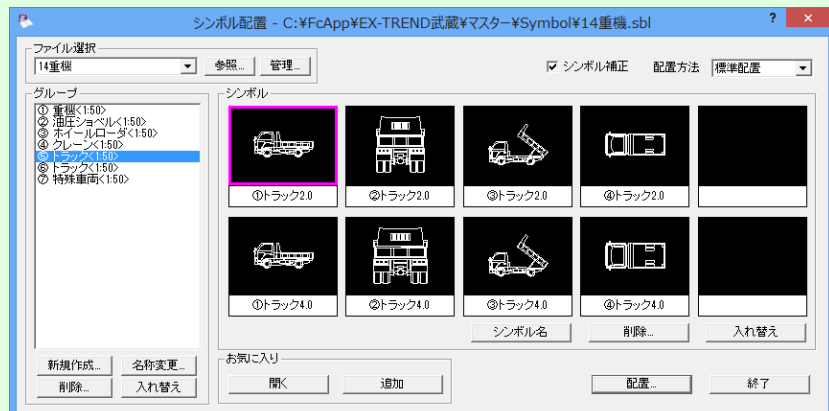 シンボル配置 - C:¥FcApp¥EX-TREND武蔵¥マスター¥Symbol¥14重機.sbl
? ×
ファイル選択
14重機 参照... 管理...
シンボル補正 配置方法 標準配置
グループ
① 重機<1:50>
② 油圧ショベル<1:50>
③ ホイールローダ<1:50>
④ クレーン<1:50>
⑤ トラック<1:50>
⑥ トラック<1:50>
⑦ 特殊車両<1:50>
シンボル
①トラック2.0 ②トラック2.0 ③トラック2.0 ④トラック2.0
①トラック4.0 ②トラック4.0 ③トラック4.0 ④トラック4.0
シンボル名 削除... 入れ替え
新規作成... 名称変更...
削除... 入れ替え
お気に入り
開く 追加
配置... 終了